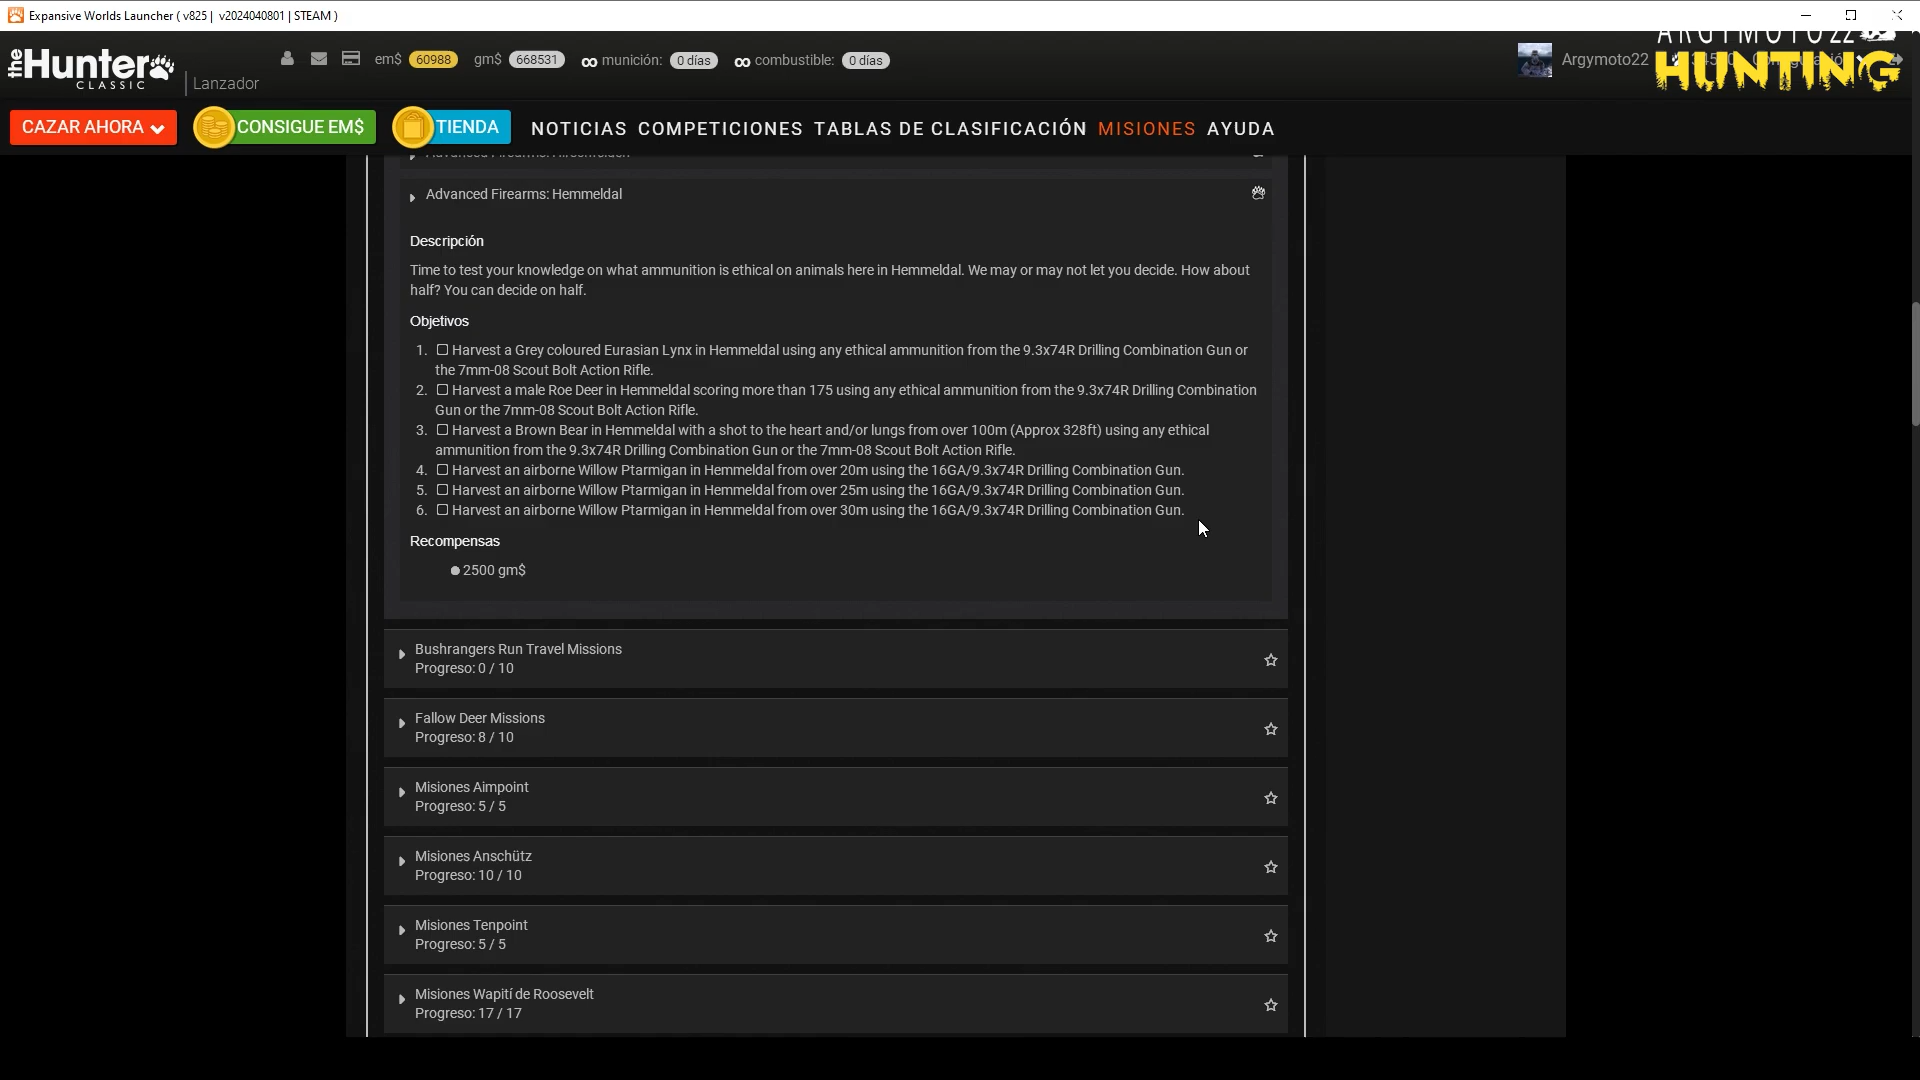 Expansive Worlds Launcher ( v825 | v2024040801 | STEAM )
theHunter CLASSIC
Lanzador
em$ 60988 gm$ 668531 ∞ munición: 0 días ∞ combustible: 0 días
Argymoto22
ARGYMOTO22
HUNTING
CAZAR AHORA CONSIGUE EM$ TIENDA NOTICIAS COMPETICIONES TABLAS DE CLASIFICACIÓN MISIONES AYUDA
Advanced Firearms: Hemmeldal
Descripción
Time to test your knowledge on what ammunition is ethical on animals here in Hemmeldal. We may or may not let you decide. How about
half? You can decide on half.
Objetivos
1. Harvest a Grey coloured Eurasian Lynx in Hemmeldal using any ethical ammunition from the 9.3x74R Drilling Combination Gun or
the 7mm-08 Scout Bolt Action Rifle.
2. Harvest a male Roe Deer in Hemmeldal scoring more than 175 using any ethical ammunition from the 9.3x74R Drilling Combination
Gun or the 7mm-08 Scout Bolt Action Rifle.
3. Harvest a Brown Bear in Hemmeldal with a shot to the heart and/or lungs from over 100m (Approx 328ft) using any ethical
ammunition from the 9.3x74R Drilling Combination Gun or the 7mm-08 Scout Bolt Action Rifle.
4. Harvest an airborne Willow Ptarmigan in Hemmeldal from over 20m using the 16GA/9.3x74R Drilling Combination Gun.
5. Harvest an airborne Willow Ptarmigan in Hemmeldal from over 25m using the 16GA/9.3x74R Drilling Combination Gun.
6. Harvest an airborne Willow Ptarmigan in Hemmeldal from over 30m using the 16GA/9.3x74R Drilling Combination Gun.
Recompensas
2500 gm$
Bushrangers Run Travel Missions
Progreso: 0 / 10
Fallow Deer Missions
Progreso: 8 / 10
Misiones Aimpoint
Progreso: 5 / 5
Misiones Anschütz
Progreso: 10 / 10
Misiones Tenpoint
Progreso: 5 / 5
Misiones Wapití de Roosevelt
Progreso: 17 / 17